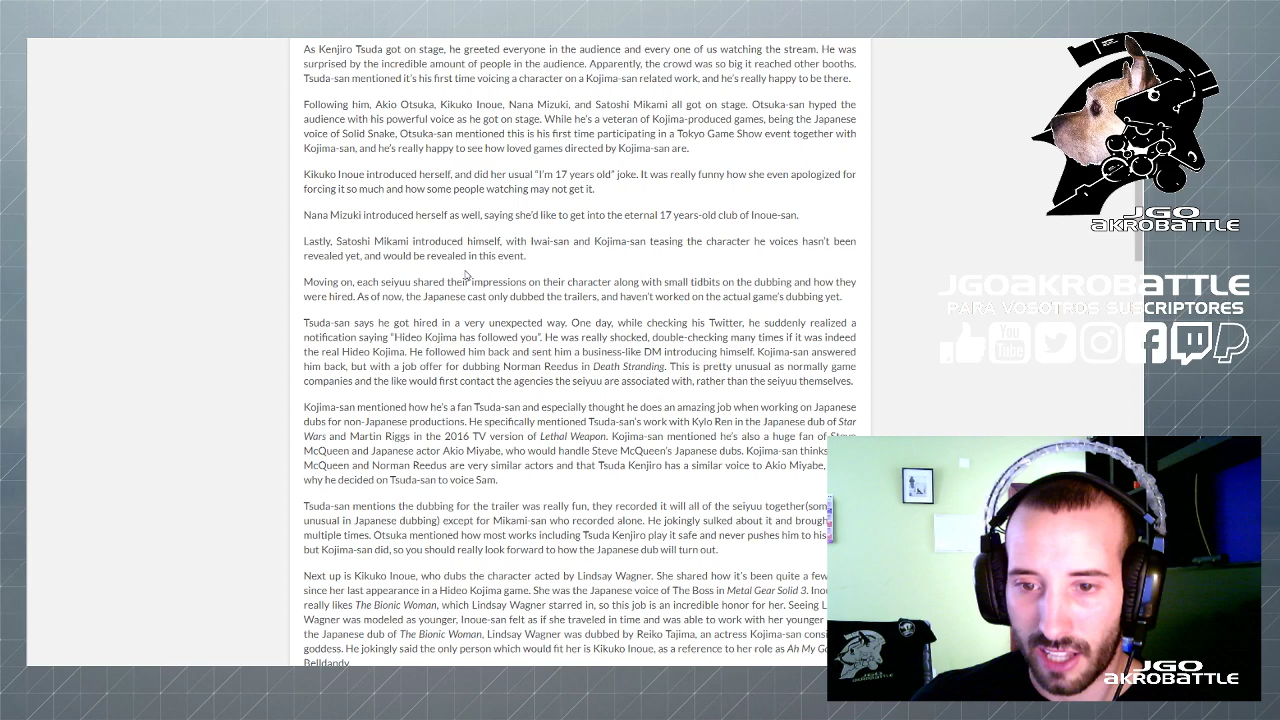 As Kenjiro Tsuda got on stage, he greeted everyone in the audience and every one of us watching the stream. He was
surprised by the incredible amount of people in the audience. Apparently, the crowd was so big it reached other booths.
Tsuda-san mentioned it's his first time voicing a character on a Kojima-san related work, and he's really happy to be there.
Following him, Akio Otsuka, Kikuko Inoue, Nana Mizuki, and Satoshi Mikami all got on stage. Otsuka-san hyped the
audience with his powerful voice as he got on stage. While he's a veteran of Kojima-produced games, being the Japanese
voice of Solid Snake, Otsuka-san mentioned this is his first time participating in a Tokyo Game Show event together with
Kojima-san, and he's really happy to see how loved games directed by Kojima-san are.
Kikuko Inoue introduced herself, and did her usual “I'm 17 years old” joke. It was really funny how she even apologized for
forcing it so much and how some people watching may not get it.
Nana Mizuki introduced herself as well, saying she'd like to get into the eternal 17 years-old club of Inoue-san.
Lastly, Satoshi Mikami introduced himself, with Iwai-san and Kojima-san teasing the character he voices hasn't been
revealed yet, and would be revealed in this event.
Moving on, each seiyuu shared their impressions on their character along with small tidbits on the dubbing and how they
were hired. As of now, the Japanese cast only dubbed the trailers, and haven't worked on the actual game's dubbing yet.
Tsuda-san says he got hired in a very unexpected way. One day, while checking his Twitter, he suddenly realized a
notification saying “Hideo Kojima has followed you”. He was really shocked, double-checking many times if it was indeed
the real Hideo Kojima. He followed him back and sent him a business-like DM introducing himself. Kojima-san answered
him back, but with a job offer for dubbing Norman Reedus in Death Stranding. This is pretty unusual as normally game
companies and the like would first contact the agencies the seiyuu are associated with, rather than the seiyuu themselves.
Kojima-san mentioned how he's a fan Tsuda-san and especially thought he does an amazing job when working on Japanese
dubs for non-Japanese productions. He specifically mentioned Tsuda-san's work with Kylo Ren in the Japanese dub of Star
Wars and Martin Riggs in the 2016 TV version of Lethal Weapon. Kojima-san mentioned he's also a huge fan of Steve
McQueen and Japanese actor Akio Miyabe, who would handle Steve McQueen's Japanese dubs. Kojima-san thinks
McQueen and Norman Reedus are very similar actors and that Tsuda Kenjiro has a similar voice to Akio Miyabe,
why he decided on Tsuda-san to voice Sam.
Tsuda-san mentions the dubbing for the trailer was really fun, they recorded it will all of the seiyuu together(som
unusual in Japanese dubbing) except for Mikami-san who recorded alone. He jokingly sulked about it and brough
multiple times. Otsuka mentioned how most works including Tsuda Kenjiro play it safe and never pushes him to his
but Kojima-san did, so you should really look forward to how the Japanese dub will turn out.
Next up is Kikuko Inoue, who dubs the character acted by Lindsay Wagner. She shared how it's been quite a few
since her last appearance in a Hideo Kojima game. She was the Japanese voice of The Boss in Metal Gear Solid 3. Ino
really likes The Bionic Woman, which Lindsay Wagner starred in, so this job is an incredible honor for her. Seeing L
Wagner was modeled as younger, Inoue-san felt as if she traveled in time and was able to work with her younger
the Japanese dub of The Bionic Woman, Lindsay Wagner was dubbed by Reiko Tajima, an actress Kojima-san cons
goddess. He jokingly said the only person which would fit her is Kikuko Inoue, as a reference to her role as Ah My G
Belldandy
JGO
AKROBATTLE
JGOAKROBATTLE
PARA VOSOTROS SUSCRIPTORES
You
Tube
JGO
AKROBATTLE